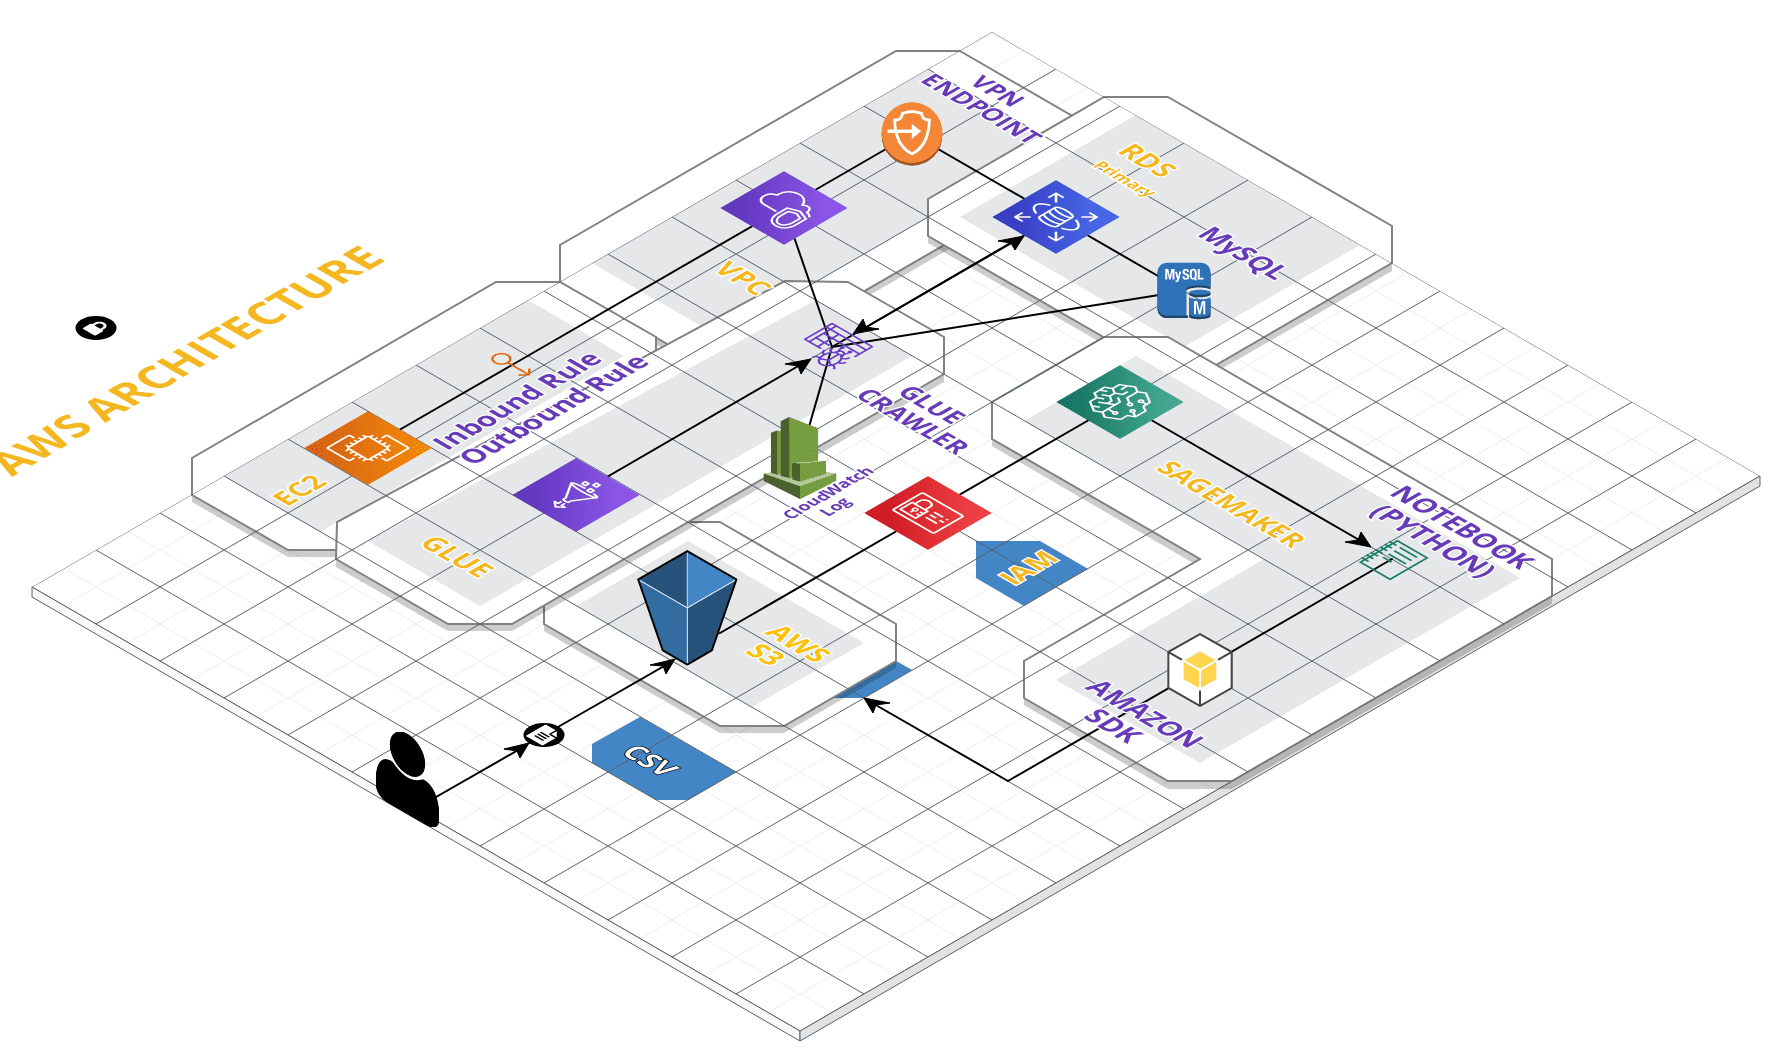 AWS ARCHITECTURE
VPN
ENDPOINT
RDS
Primary
MySQL
MySQL
M
VPC
Inbound Rule
Outbound Rule
EC2
GLUE
CRAWLER
GLUE
CloudWatch
Log
SAGEMAKER
NOTEBOOK
(PYTHON)
IAM
AWS
S3
AMAZON
SDK
CSV